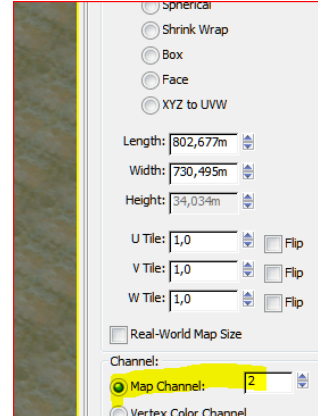 Spherical
Shrink Wrap
Box
Face
XYZ to UVW
Length: 802,677m
Width: 730,495m
Height: 34,034m
U Tile: 1,0 Flip
V Tile: 1,0 Flip
W Tile: 1,0 Flip
Real-World Map Size
Channel:
Map Channel: 2
Vertex Color Channel